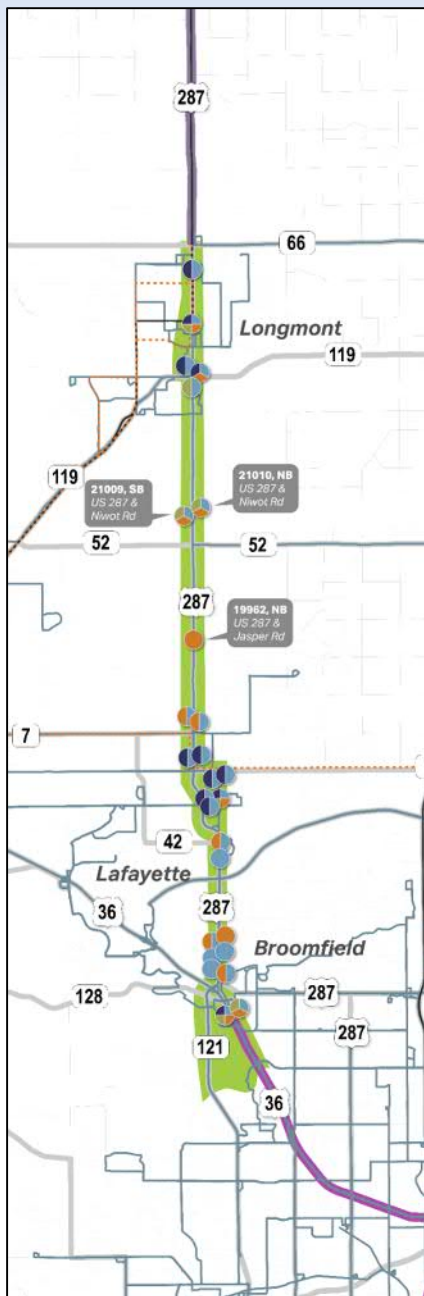 287
66
Longmont
119
119
21009, SB
US 287 &
Niwot Rd
21010, NB
US 287 &
Niwot Rd
52
52
287
19962, NB
US 287 &
Jasper Rd
7
42
Lafayette
36
287
Broomfield
128
287
287
121
36